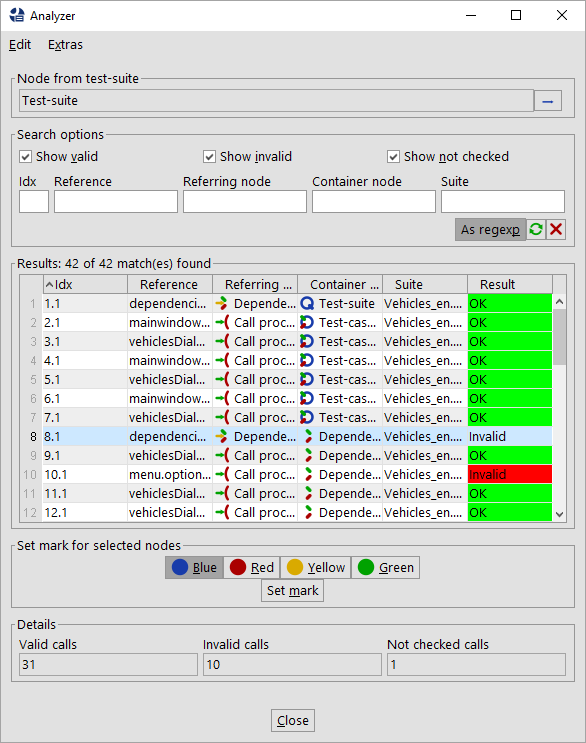 Analyzer
Edit Extras
Node from test-suite
Test-suite
Search options
Show valid Show invalid Show not checked
Idx Reference Referring node Container node Suite
As regexp
Results: 42 of 42 match(es) found
Idx Reference Referring ... Container ... Suite Result
1 1.1 dependenci... Depende... Test-suite Vehicles_en.... OK
2 2.1 mainwindow... Call proc... Test-cas... Vehicles_en.... OK
3 3.1 vehiclesDial... Call proc... Test-cas... Vehicles_en.... OK
4 4.1 mainwindow... Call proc... Test-cas... Vehicles_en.... OK
5 5.1 vehiclesDial... Call proc... Test-cas... Vehicles_en.... OK
6 6.1 mainwindow... Call proc... Test-cas... Vehicles_en.... OK
7 7.1 vehiclesDial... Call proc... Test-cas... Vehicles_en.... OK
8 8.1 dependenci... Depende... Depende... Vehicles_en.... Invalid
9 9.1 vehiclesDial... Call proc... Depende... Vehicles_en.... OK
10 10.1 menu.option... Call proc... Depende... Vehicles_en.... Invalid
11 11.1 vehiclesDial... Call proc... Depende... Vehicles_en.... OK
12 12.1 vehiclesDial... Call proc... Depende... Vehicles_en.... OK
Set mark for selected nodes
Blue Red Yellow Green
Set mark
Details
Valid calls Invalid calls Not checked calls
31 10 1
Close